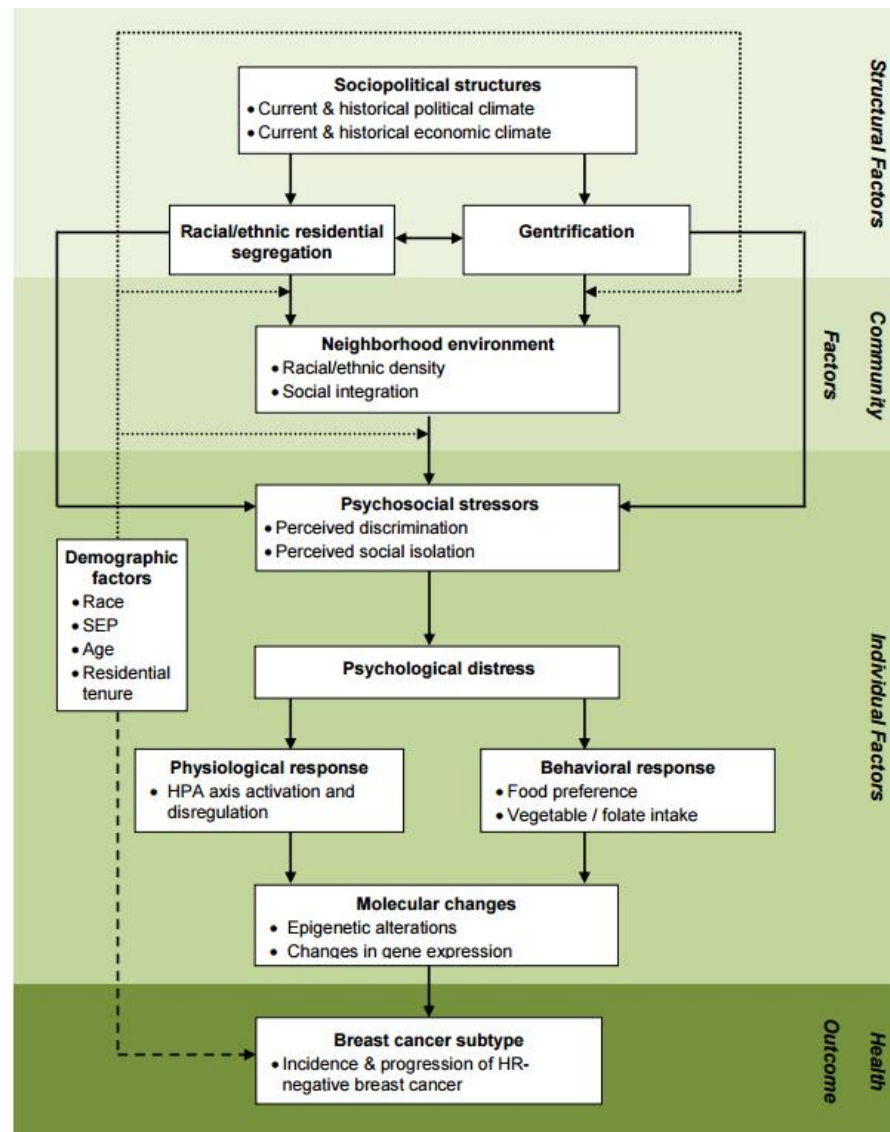 Sociopolitical structures
• Current & historical political climate
• Current & historical economic climate
Racial/ethnic residential
segregation
Gentrification
Neighborhood environment
• Racial/ethnic density
• Social integration
Psychosocial stressors
• Perceived discrimination
• Perceived social isolation
Demographic
factors
• Race
• SEP
• Age
• Residential
tenure
Psychological distress
Physiological response
• HPA axis activation and
disregulation
Behavioral response
• Food preference
• Vegetable / folate intake
Molecular changes
• Epigenetic alterations
• Changes in gene expression
Breast cancer subtype
• Incidence & progression of HR-
negative breast cancer
Structural Factors
Community
Factors
Individual Factors
Health
Outcome